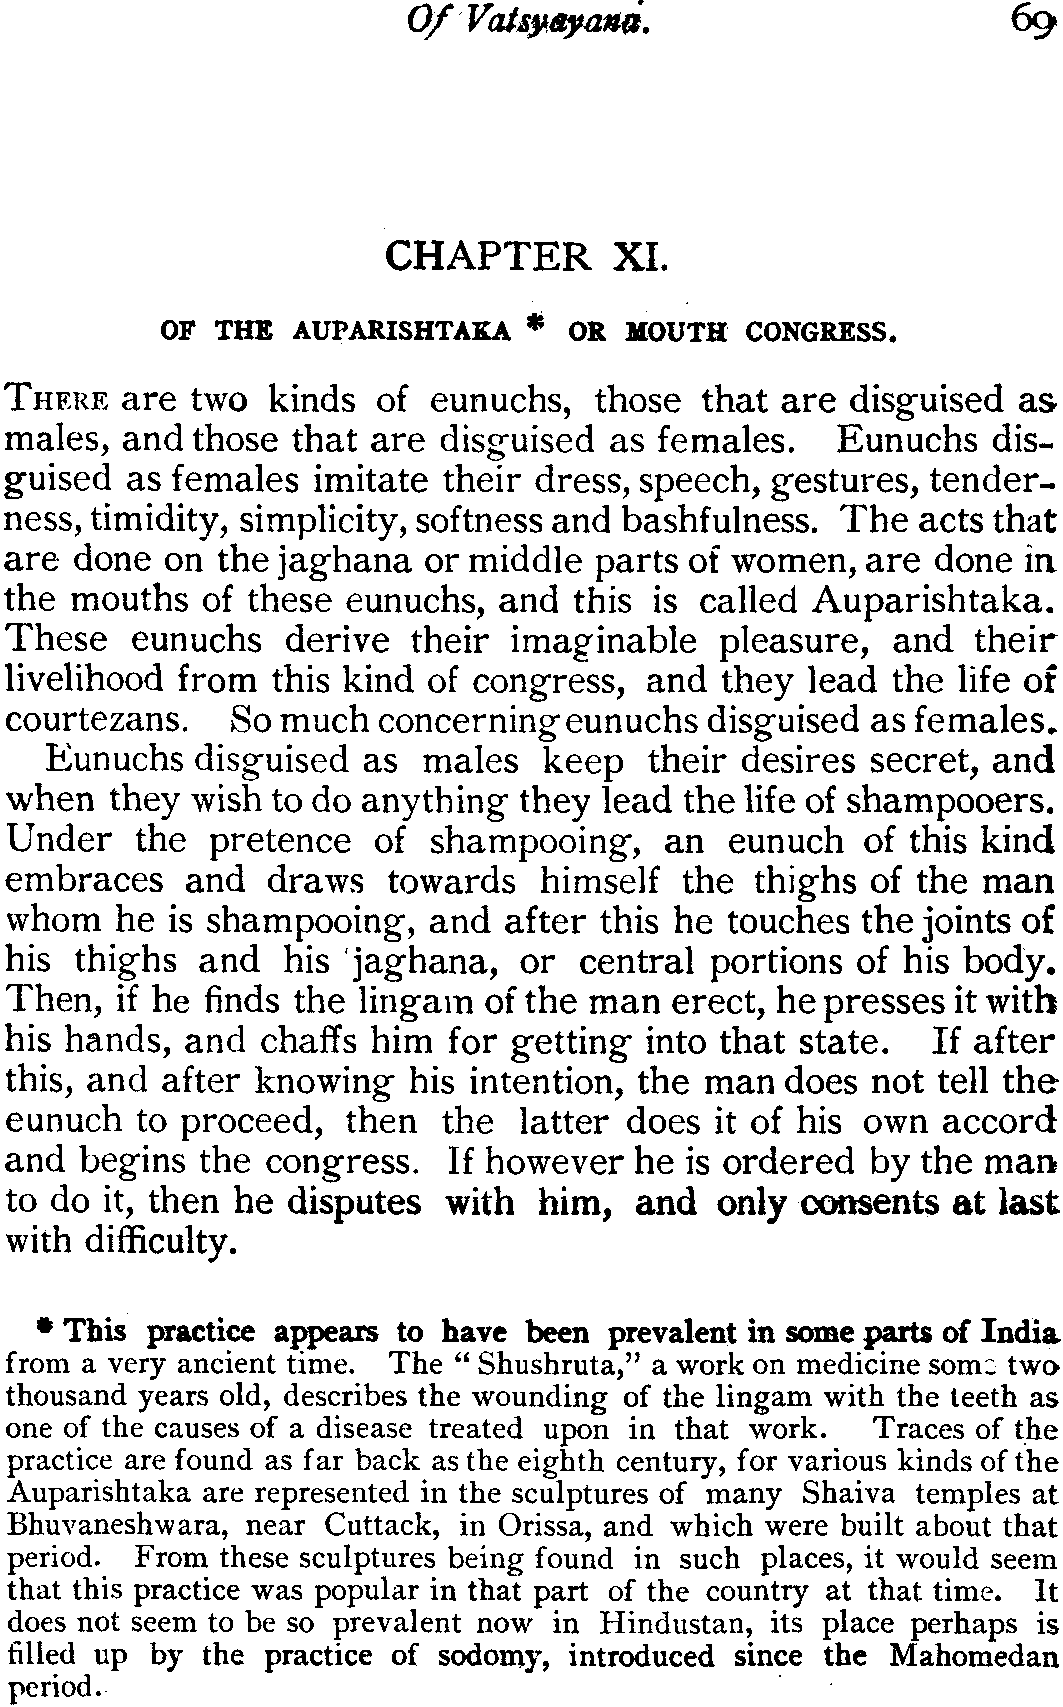 Of Vatsyayana. 69
CHAPTER XI.
OF THE AUPARISHTAKA * OR MOUTH CONGRESS.
THERE are two kinds of eunuchs, those that are disguised as
males, and those that are disguised as females. Eunuchs dis-
guised as females imitate their dress, speech, gestures, tender-
ness, timidity, simplicity, softness and bashfulness. The acts that
are done on the jaghana or middle parts of women, are done in
the mouths of these eunuchs, and this is called Auparishtaka.
These eunuchs derive their imaginable pleasure, and their
livelihood from this kind of congress, and they lead the life of
courtezans. So much concerning eunuchs disguised as females.
Eunuchs disguised as males keep their desires secret, and
when they wish to do anything they lead the life of shampooers.
Under the pretence of shampooing, an eunuch of this kind
embraces and draws towards himself the thighs of the man
whom he is shampooing, and after this he touches the joints of
his thighs and his jaghana, or central portions of his body.
Then, if he finds the lingam of the man erect, he presses it with
his hands, and chaffs him for getting into that state. If after
this, and after knowing his intention, the man does not tell the
eunuch to proceed, then the latter does it of his own accord
and begins the congress. If however he is ordered by the man
to do it, then he disputes with him, and only consents at last
with difficulty.
* This practice appears to have been prevalent in some parts of India
from a very ancient time. The “Shushruta,” a work on medicine some two
thousand years old, describes the wounding of the lingam with the teeth as
one of the causes of a disease treated upon in that work. Traces of the
practice are found as far back as the eighth century, for various kinds of the
Auparishtaka are represented in the sculptures of many Shaiva temples at
Bhuvaneshwara, near Cuttack, in Orissa, and which were built about that
period. From these sculptures being found in such places, it would seem
that this practice was popular in that part of the country at that time. It
does not seem to be so prevalent now in Hindustan, its place perhaps is
filled up by the practice of sodomy, introduced since the Mahomedan
period.